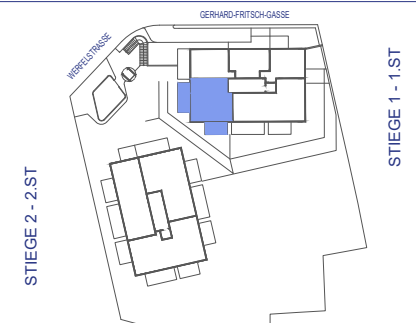 GERHARD-FRITSCH-GASSE
WERFELSTRASSE
STIEGE 1 - 1.ST
STIEGE 2 - 2.ST